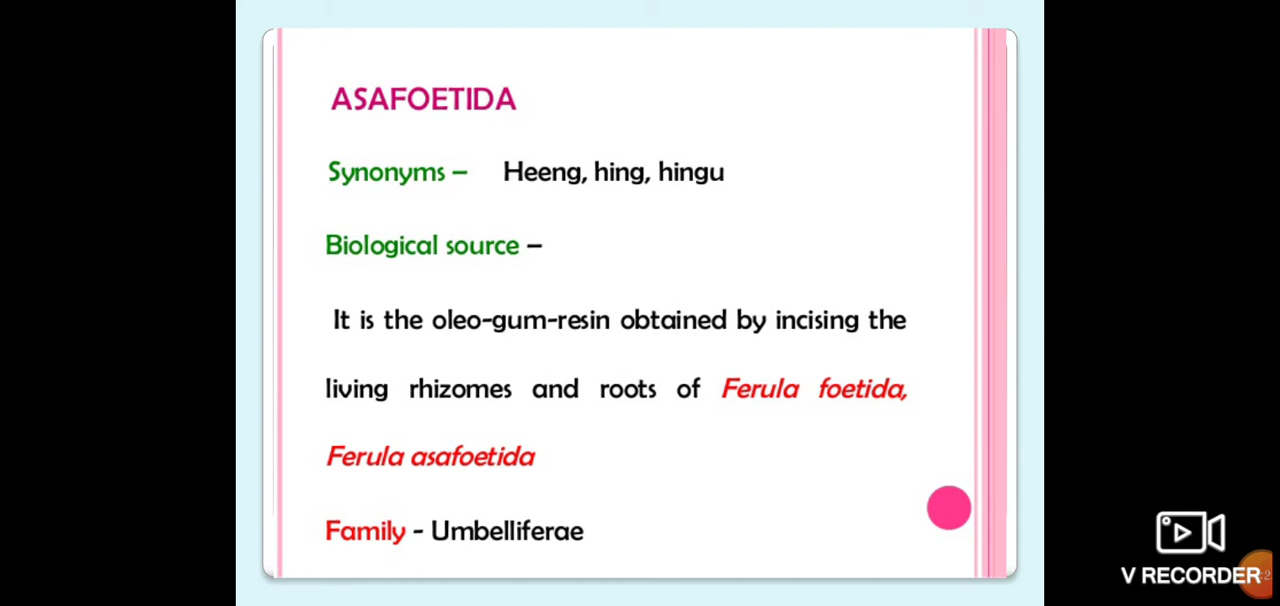 ASAFOETIDA
Synonyms – Heeng, hing, hingu
Biological source –
It is the oleo-gum-resin obtained by incising the
living rhizomes and roots of Ferula foetida,
Ferula asafoetida
Family - Umbelliferae
V RECORDER